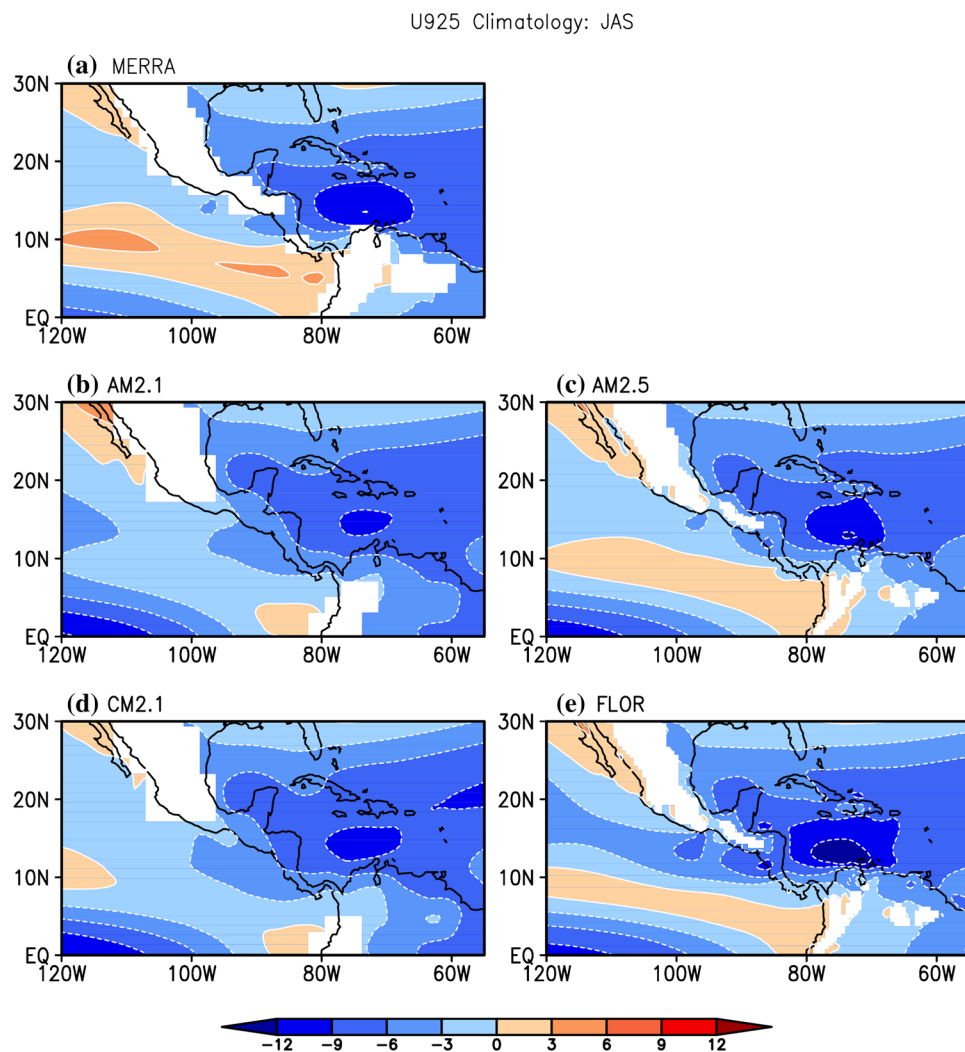 U925 Climatology: JAS
(a) MERRA
30N
20N
10N
EQ
120W 100W 80W 60W
(b) AM2.1
30N
20N
10N
EQ
120W 100W 80W 60W
(c) AM2.5
30N
20N
10N
EQ
120W 100W 80W 60W
(d) CM2.1
30N
20N
10N
EQ
120W 100W 80W 60W
(e) FLOR
30N
20N
10N
EQ
120W 100W 80W 60W
-12 -9 -6 -3 0 3 6 9 12